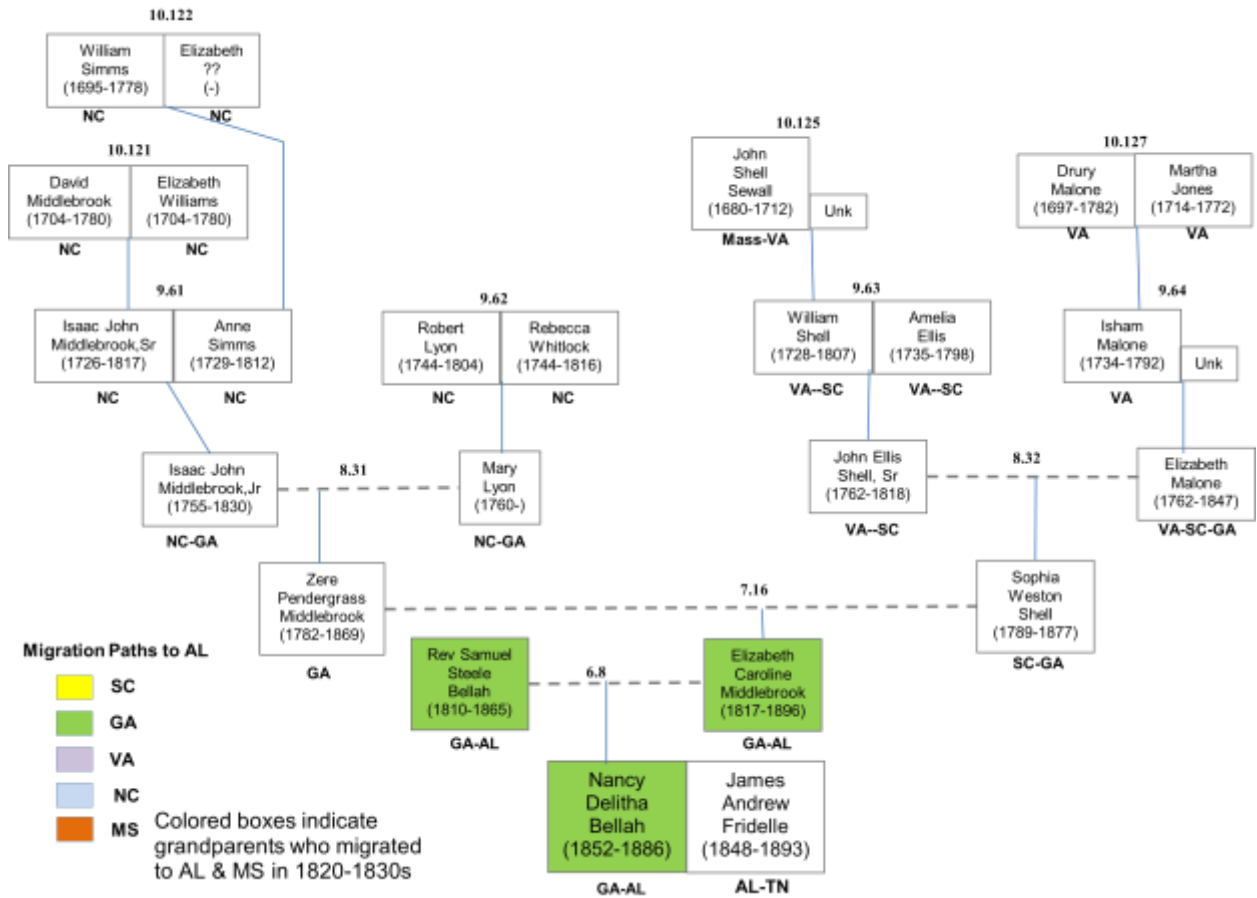 10.122
William
Simms
(1695-1778)
Elizabeth
??
(-)
NC
NC
10.121
David
Middlebrook
(1704-1780)
Elizabeth
Williams
(1704-1780)
NC
NC
10.125
John
Shell
Sewall
(1680-1712)
Unk
Mass-VA
10.127
Drury
Malone
(1697-1782)
Martha
Jones
(1714-1772)
VA
VA
9.61
Isaac John
Middlebrook,Sr
(1726-1817)
Anne
Simms
(1729-1812)
NC
NC
9.62
Robert
Lyon
(1744-1804)
Rebecca
Whitlock
(1744-1816)
NC
NC
9.63
William
Shell
(1728-1807)
Amelia
Ellis
(1735-1798)
VA--SC
VA--SC
9.64
Isham
Malone
(1734-1792)
Unk
VA
Isaac John
Middlebrook,Jr
(1755-1830)
NC-GA
8.31
Mary
Lyon
(1760-)
NC-GA
John Ellis
Shell, Sr
(1762-1818)
VA--SC
8.32
Elizabeth
Malone
(1762-1847)
VA-SC-GA
Zere
Pendergrass
Middlebrook
(1782-1869)
GA
7.16
Sophia
Weston
Shell
(1789-1877)
SC-GA
Rev Samuel
Steele
Bellah
(1810-1865)
GA-AL
6.8
Elizabeth
Caroline
Middlebrook
(1817-1896)
GA-AL
Nancy
Delitha
Bellah
(1852-1886)
GA-AL
James
Andrew
Fridelle
(1848-1893)
AL-TN
Migration Paths to AL
SC
GA
VA
NC
MS
Colored boxes indicate
grandparents who migrated
to AL & MS in 1820-1830s